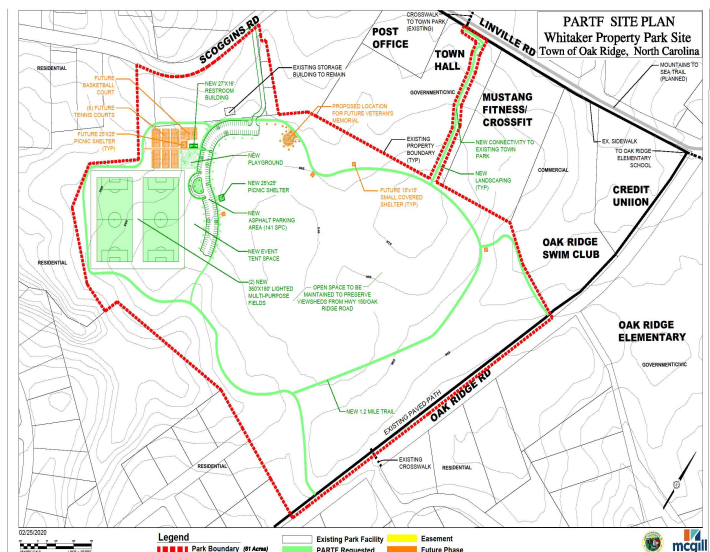 PARTF SITE PLAN
Whitaker Property Park Site
Town of Oak Ridge, North Carolina
CROSSWALK
TO TOWN PARK
(EXISTING)
LINVILLE RD
POST
OFFICE
SCOGGINS RD
TOWN
HALL
MOUNTAINS TO
SEA TRAIL
(PLANNED)
RESIDENTIAL
EXISTING STORAGE
BUILDING TO REMAIN
FUTURE
BASKETBALL
COURT
NEW 27'X16'
RESTROOM
BUILDING
GOVERNMENT/CIVIC
MUSTANG
FITNESS/
CROSSFIT
(6) FUTURE
TENNIS COURTS
PROPOSED LOCATION
FOR FUTURE VETERAN'S
MEMORIAL
FUTURE 25'X25'
PICNIC SHELTER
(TYP)
EXISTING
PROPERTY
BOUNDARY
(TYP)
NEW CONNECTIVITY TO
EXISTING TOWN
PARK
EX. SIDEWALK
TO OAK RIDGE
ELEMENTARY
SCHOOL
NEW
PLAYGROUND
NEW
LANDSCAPING
(TYP)
COMMERCIAL
NEW 25'x25'
PICNIC SHELTER
FUTURE 15'x15'
SMALL COVERED
SHELTER (TYP)
CREDIT
UNIION
NEW
ASPHALT PARKING
AREA (141 SPC)
NEW EVENT
TENT SPACE
OAK RIDGE
SWIM CLUB
RESIDENTIAL
(2) NEW
360'X180' LIGHTED
MULTI-PURPOSE
FIELDS
OPEN SPACE TO BE
MAINTAINED TO PRESERVE
VIEWSHEDS FROM HWY 150/OAK
RIDGE ROAD
OAK RIDGE
ELEMENTARY
GOVERNMENT/CIVIC
NEW 1.2 MILE TRAIL
EXISTING PAVED PATH
OAK RIDGE RD
EXISTING
CROSSWALK
RESIDENTIAL
RESIDENTIAL
02/25/2020
Legend
Park Boundary (61 Acres)
Existing Park Facility
Easement
PARTF Requested
Future Phase
mcgill